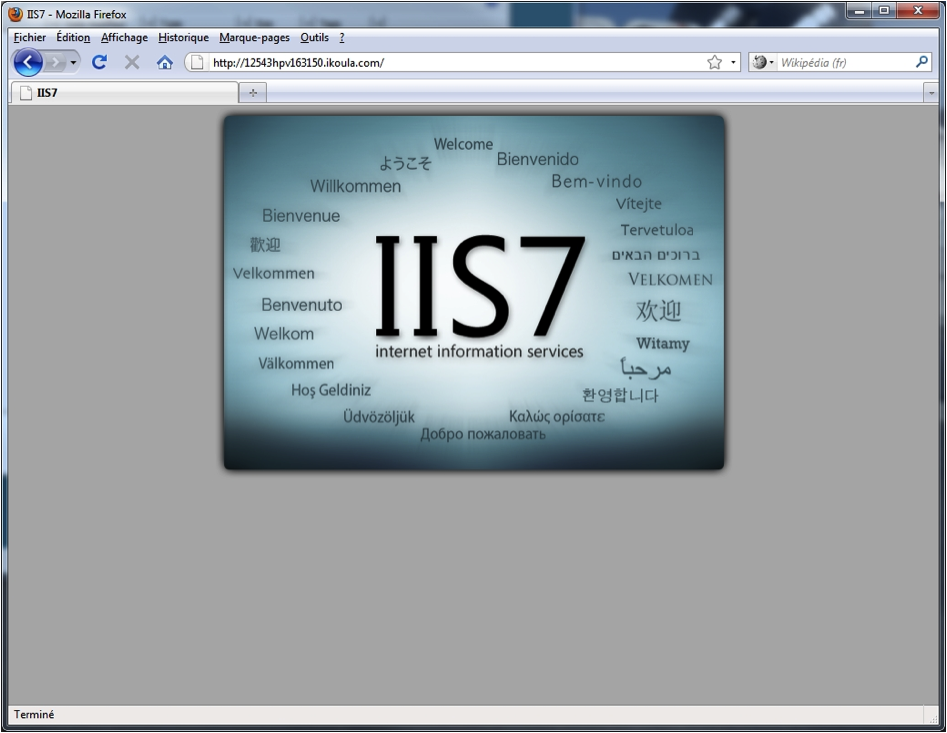 IIS7 - Mozilla Firefox
Fichier Édition Affichage Historique Marque-pages Outils ?
http://12543hpv163150.ikoula.com/
Wikipédia (fr)
IIS7
Welcome
ようこそ
Bienvenido
Willkommen
Bem-vindo
Bienvenue
Vítejte
歡迎
Tervetuloa
ברוכים הבאים
Velkommen
VELKOMEN
IIS7
Benvenuto
欢迎
Welkom
Witamy
internet information services
Välkommen
مرحباً
Hoş Geldiniz
환영합니다
Üdvözöljük
Καλώς ορίσατε
Добро пожаловать
Terminé